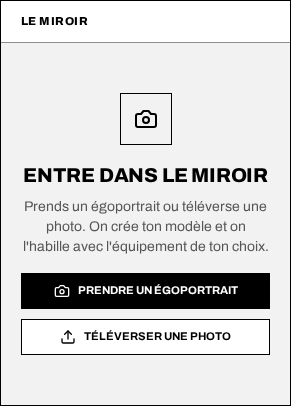 LE MIROIR
ENTRE DANS LE MIROIR
Prends un égoportrait ou téléverse une
photo. On crée ton modèle et on
l'habille avec l'équipement de ton choix.
PRENDRE UN ÉGOPORTRAIT
TÉLÉVERSER UNE PHOTO